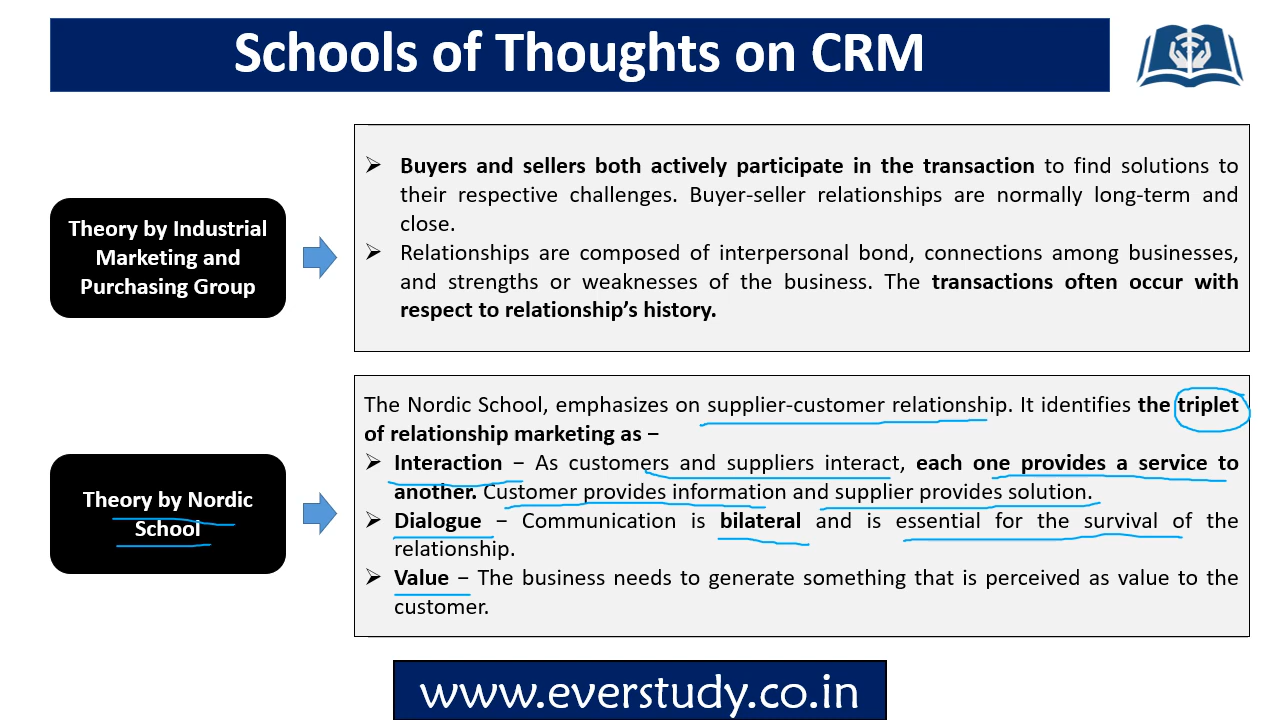 Schools of Thoughts on CRM
Theory by Industrial
Marketing and
Purchasing Group
➢ Buyers and sellers both actively participate in the transaction to find solutions to
their respective challenges. Buyer-seller relationships are normally long-term and
close.
➢ Relationships are composed of interpersonal bond, connections among businesses,
and strengths or weaknesses of the business. The transactions often occur with
respect to relationship’s history.
Theory by Nordic
School
The Nordic School, emphasizes on supplier-customer relationship. It identifies the triplet
of relationship marketing as −
➢ Interaction − As customers and suppliers interact, each one provides a service to
another. Customer provides information and supplier provides solution.
➢ Dialogue − Communication is bilateral and is essential for the survival of the
relationship.
➢ Value − The business needs to generate something that is perceived as value to the
customer.
www.everstudy.co.in